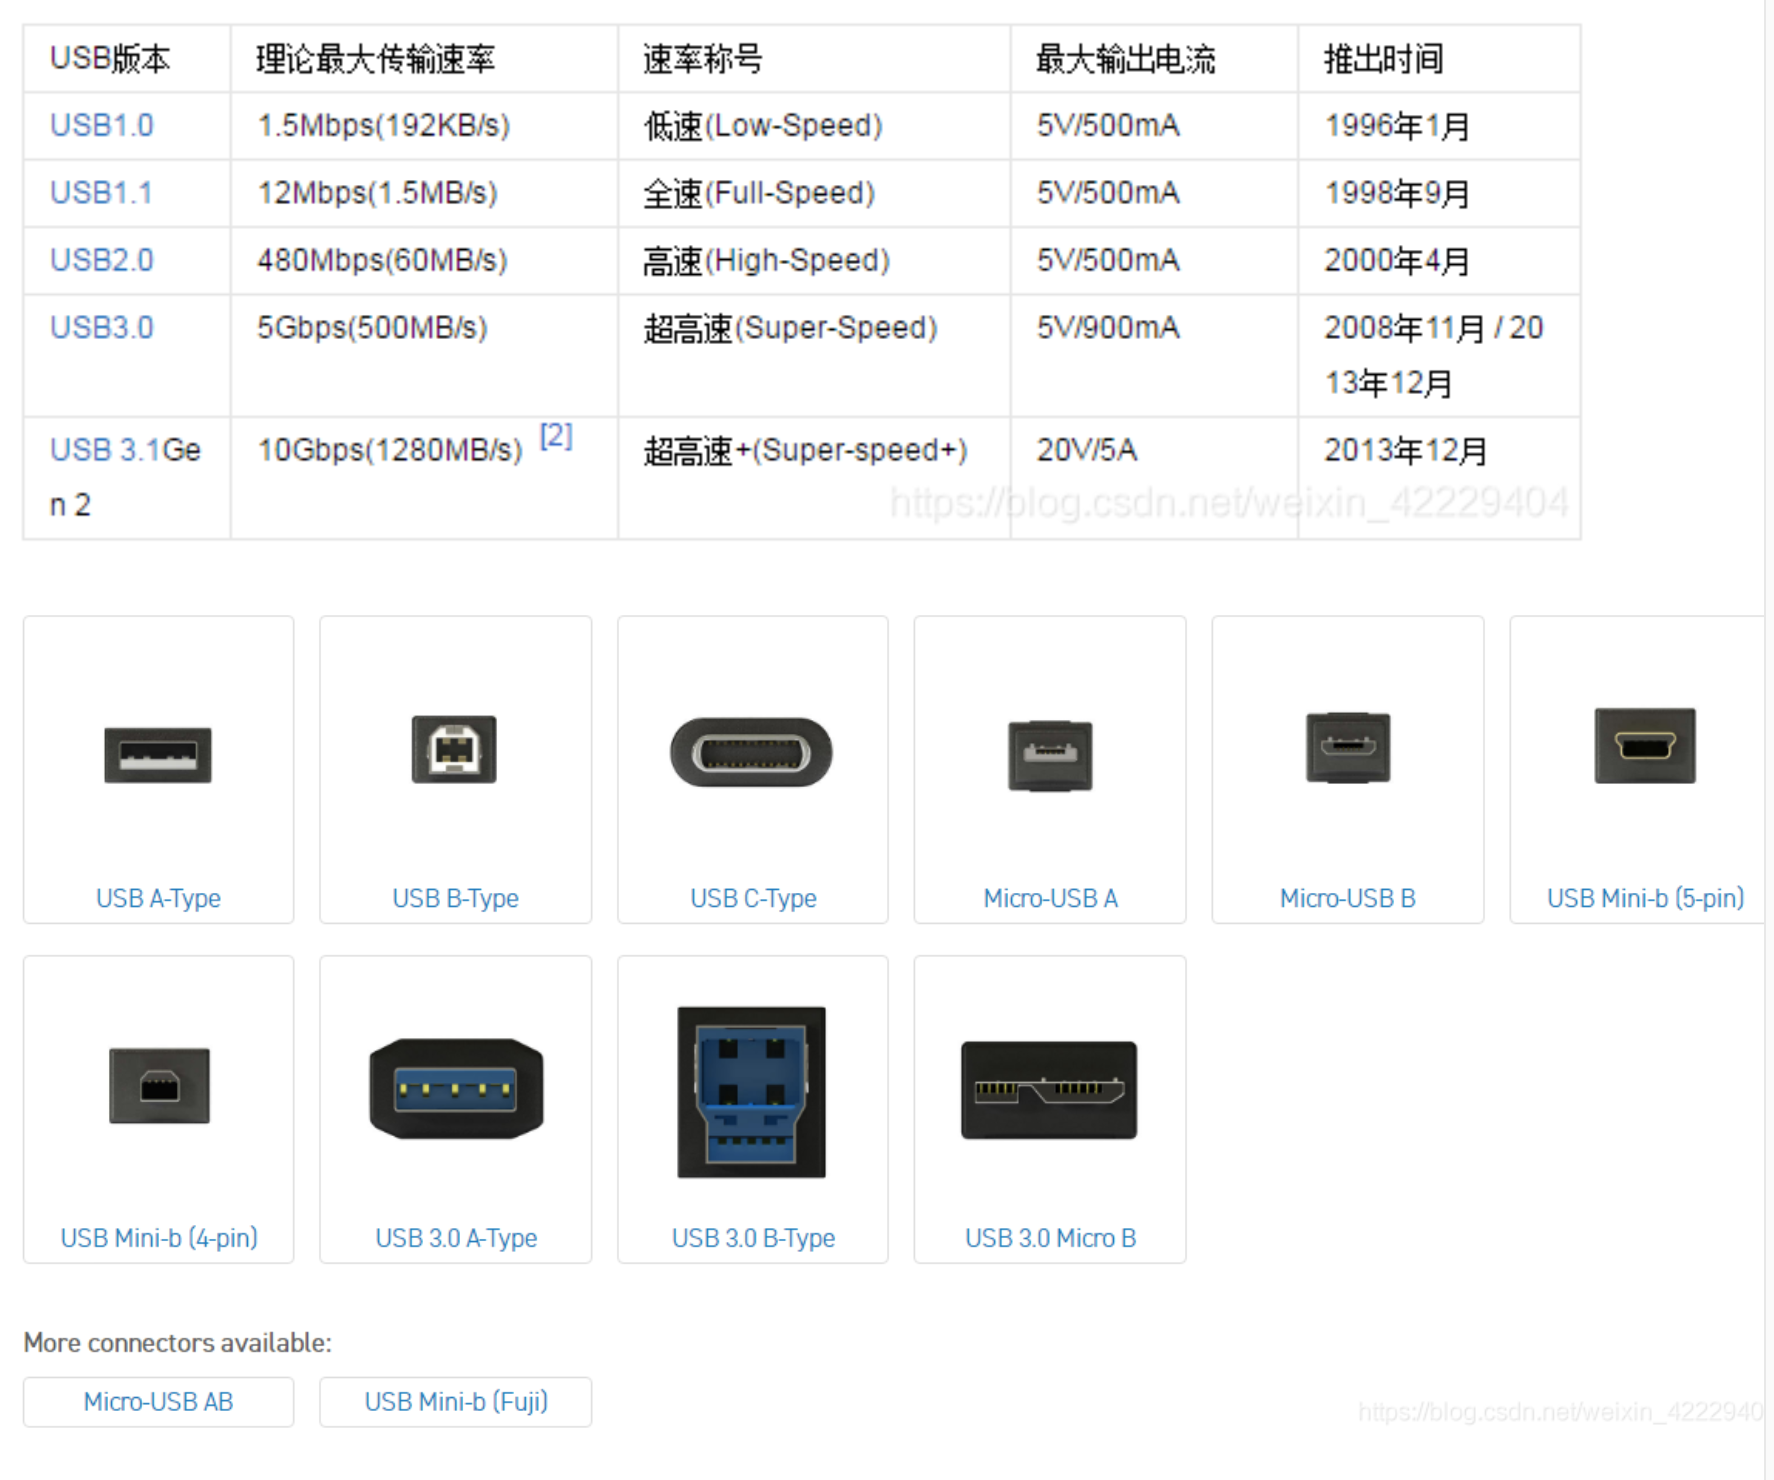 USB版本 理论最大传输速率 速率称号 最大输出电流 推出时间
USB1.0 1.5Mbps(192KB/s) 低速(Low-Speed) 5V/500mA 1996年1月
USB1.1 12Mbps(1.5MB/s) 全速(Full-Speed) 5V/500mA 1998年9月
USB2.0 480Mbps(60MB/s) 高速(High-Speed) 5V/500mA 2000年4月
USB3.0 5Gbps(500MB/s) 超高速(Super-Speed) 5V/900mA 2008年11月 / 20
13年12月
USB 3.1Ge 10Gbps(1280MB/s) [2] 超高速+(Super-speed+) 20V/5A 2013年12月
n 2
https://blog.csdn.net/weixin_42229404
USB A-Type USB B-Type USB C-Type Micro-USB A Micro-USB B USB Mini-b (5-pin)
USB Mini-b (4-pin) USB 3.0 A-Type USB 3.0 B-Type USB 3.0 Micro B
More connectors available:
Micro-USB AB USB Mini-b (Fuji)
https://blog.csdn.net/weixin_4222940